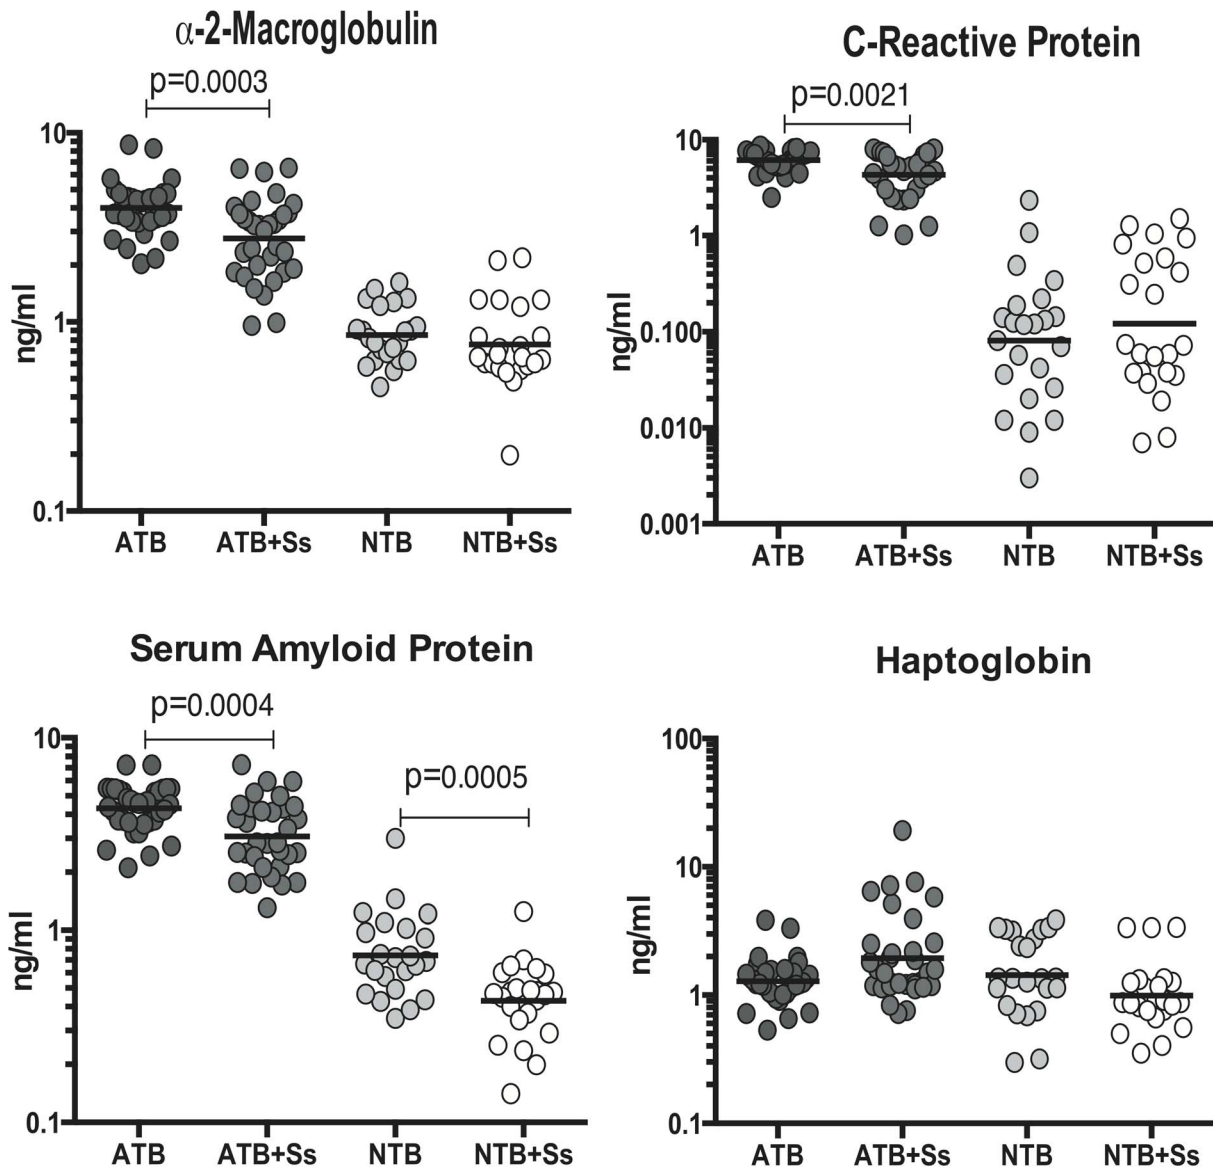 α-2-Macroglobulin
p=0.0003
10
1
0.1
ng/ml
ATB ATB+Ss NTB NTB+Ss
C-Reactive Protein
p=0.0021
10
1
0.100
0.010
0.001
ng/ml
ATB ATB+Ss NTB NTB+Ss
Serum Amyloid Protein
p=0.0004
p=0.0005
10
1
0.1
ng/ml
ATB ATB+Ss NTB NTB+Ss
Haptoglobin
100
10
1
0.1
ng/ml
ATB ATB+Ss NTB NTB+Ss